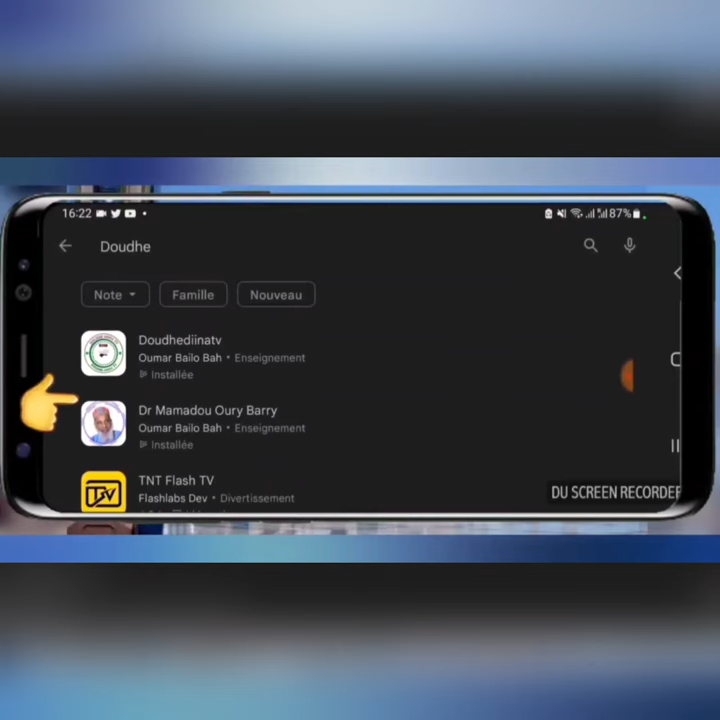 16:22 87%
Doudhe
Note Famille Nouveau
Doudhediinatv
Oumar Bailo Bah • Enseignement
Installée
Dr Mamadou Oury Barry
Oumar Bailo Bah • Enseignement
Installée
TNT Flash TV
Flashlabs Dev • Divertissement
DU SCREEN RECORDER